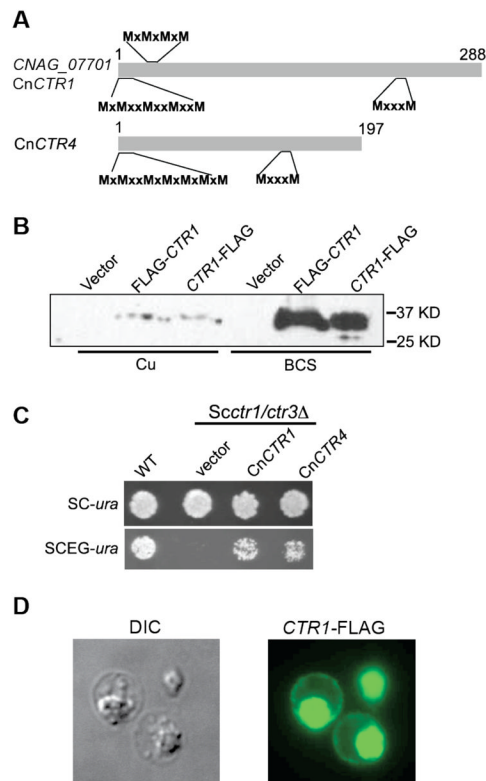 A
MxMxMxM
1
288
CNAG_07701
CnCTR1
MxMxxMxxMxxM
MxxxM
1
197
CnCTR4
MxMxxMxMxMxMxM
MxxxM
B
Vector
FLAG-CTR1
CTR1-FLAG
Vector
FLAG-CTR1
CTR1-FLAG
37 KD
25 KD
Cu
BCS
C
Scctr1/ctr3Δ
WT
vector
CnCTR1
CnCTR4
SC-ura
SCEG-ura
D
DIC
CTR1-FLAG